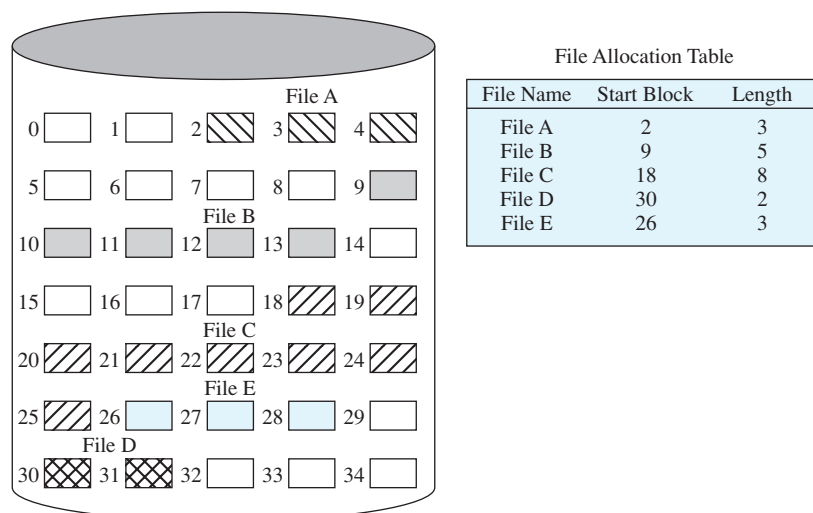 File Allocation Table
File Name Start Block Length
File A 2 3
File B 9 5
File C 18 8
File D 30 2
File E 26 3
File A
0 1 2 3 4
5 6 7 8 9
File B
10 11 12 13 14
15 16 17 18 19
File C
20 21 22 23 24
File E
25 26 27 28 29
File D
30 31 32 33 34